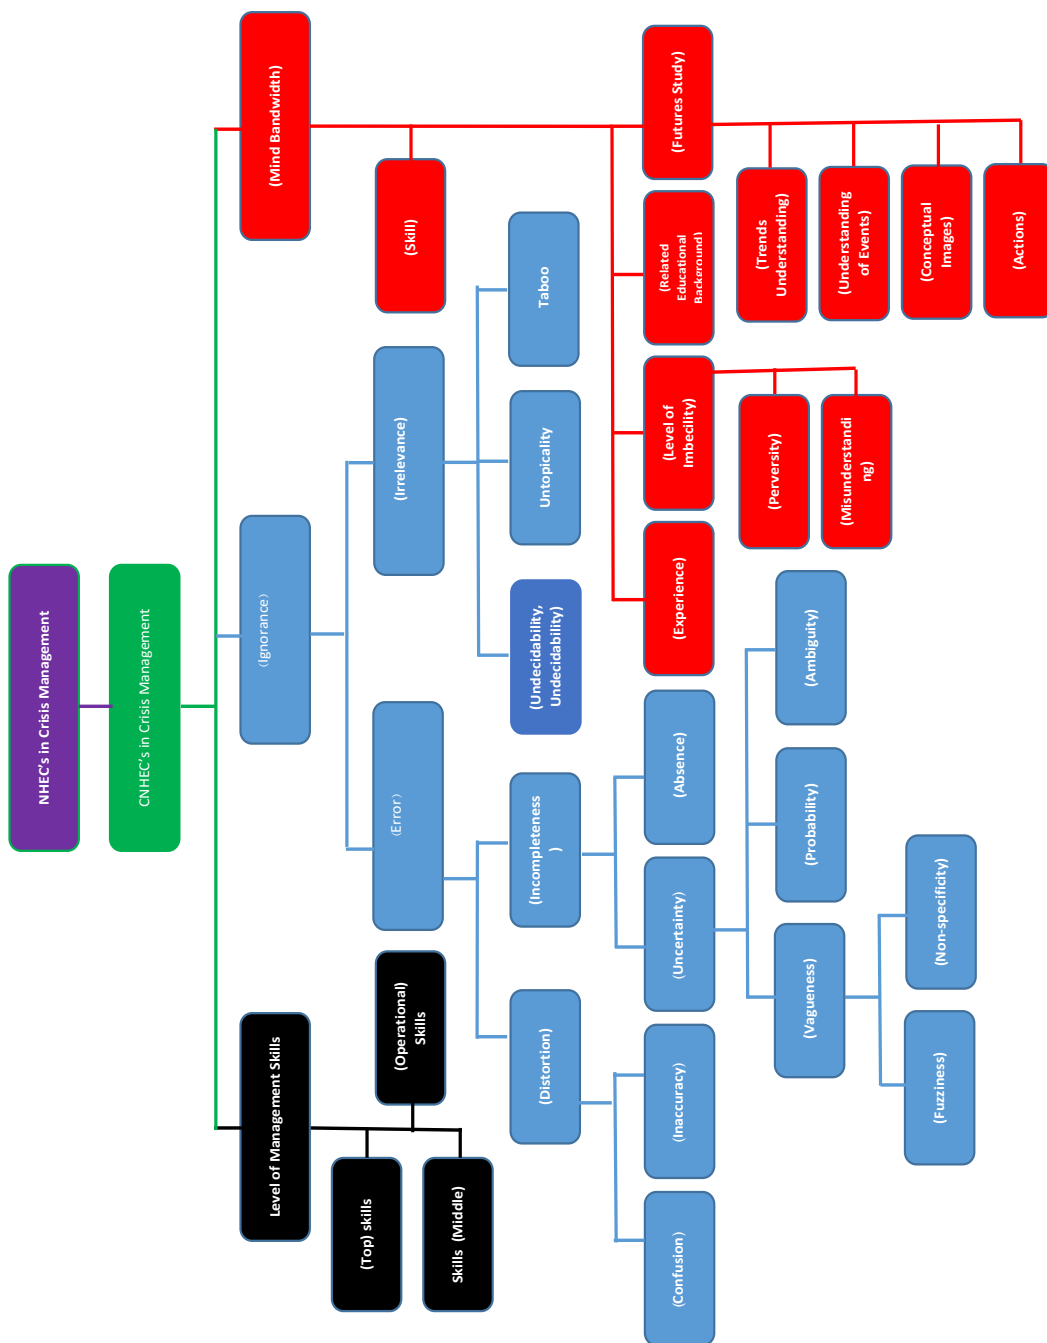 NHEC's in Crisis Management
CNHEC's in Crisis Management
Level of Management Skills
(Ignorance)
(Mind Bandwidth)
(Top) skills
Skills (Middle)
(Operational)
Skills
(Error)
(Irrelevance)
(Skill)
(Distortion)
(Incompleteness
)
(Undecidability,
Undecidability)
Untopicality
Taboo
(Confusion)
(Inaccuracy)
(Uncertainty)
(Absence)
(Experience)
(Level of
Imbecility)
(Related
Educational
Background)
(Futures Study)
(Vagueness)
(Probability)
(Ambiguity)
(Perversity)
(Misunderstandi
ng)
(Trends
Understanding)
(Understanding
of Events)
(Conceptual
Images)
(Actions)
(Fuzziness)
(Non-specificity)